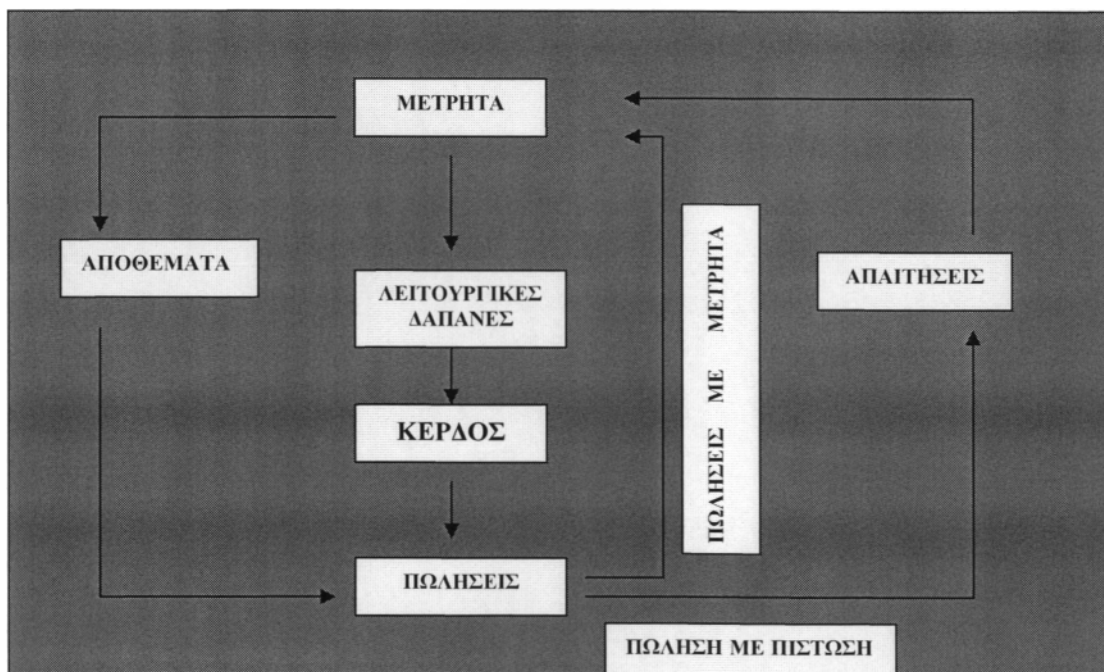 ΜΕΤΡΗΤΑ
ΑΠΟΘΕΜΑΤΑ
ΛΕΙΤΟΥΡΓΙΚΕΣ
ΔΑΠΑΝΕΣ
ΚΕΡΔΟΣ
ΠΩΛΗΣΕΙΣ
ΠΩΛΗΣΕΙΣ ΜΕ ΜΕΤΡΗΤΑ
ΑΠΑΙΤΗΣΕΙΣ
ΠΩΛΗΣΗ ΜΕ ΠΙΣΤΩΣΗ